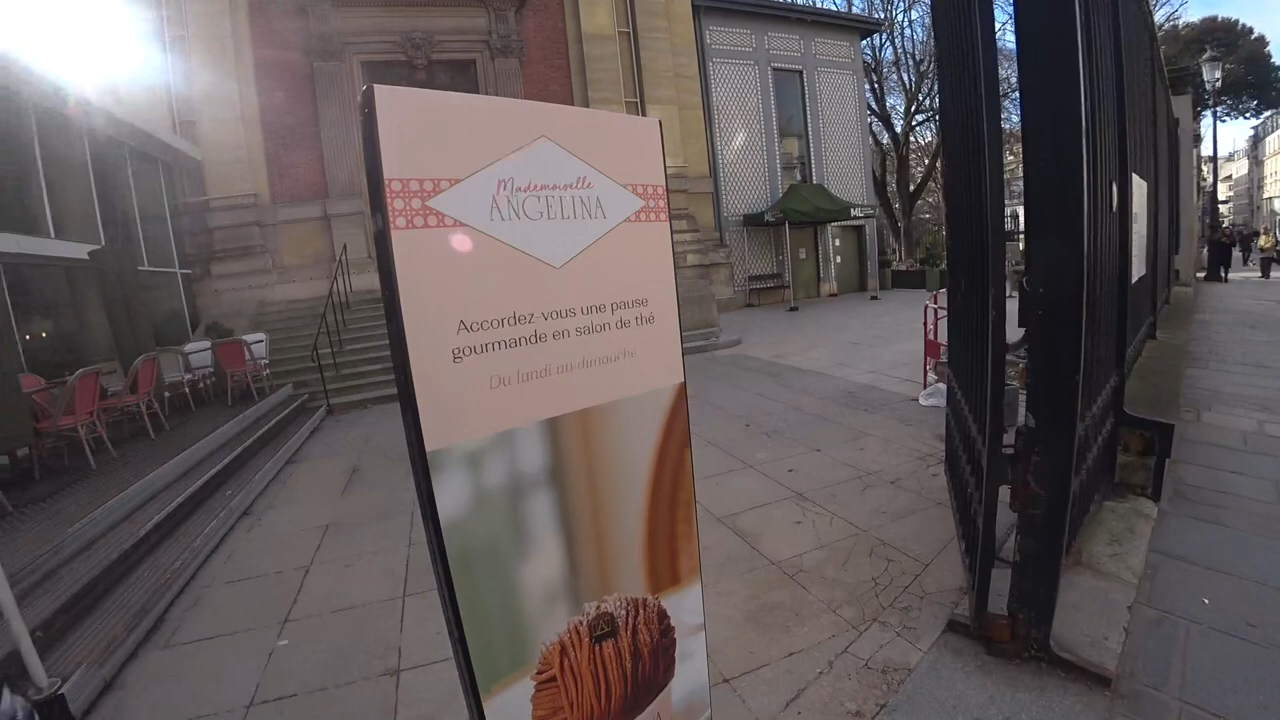 Mademoiselle
ANGELINA
Accordez-vous une pause
gourmande en salon de thé
Du lundi au dimanche